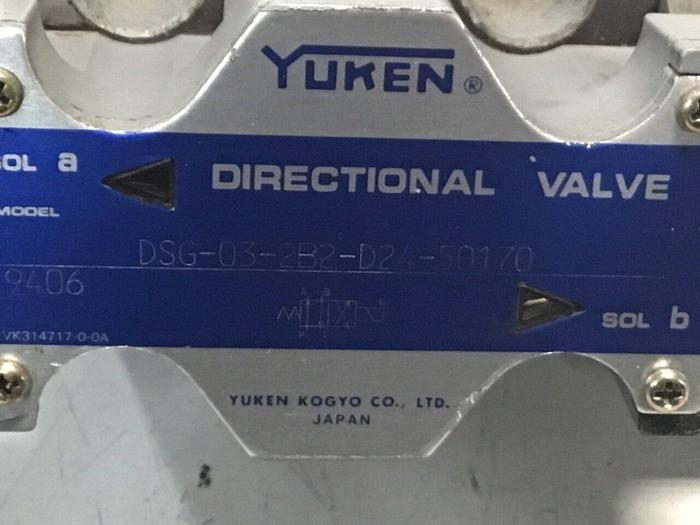 YUKEN®
SOL a
DIRECTIONAL VALVE
MODEL
DSG-03-2B2-D24-50170
9406
A B
SOL b
VK314717-0-0A
YUKEN KOGYO CO., LTD.
JAPAN